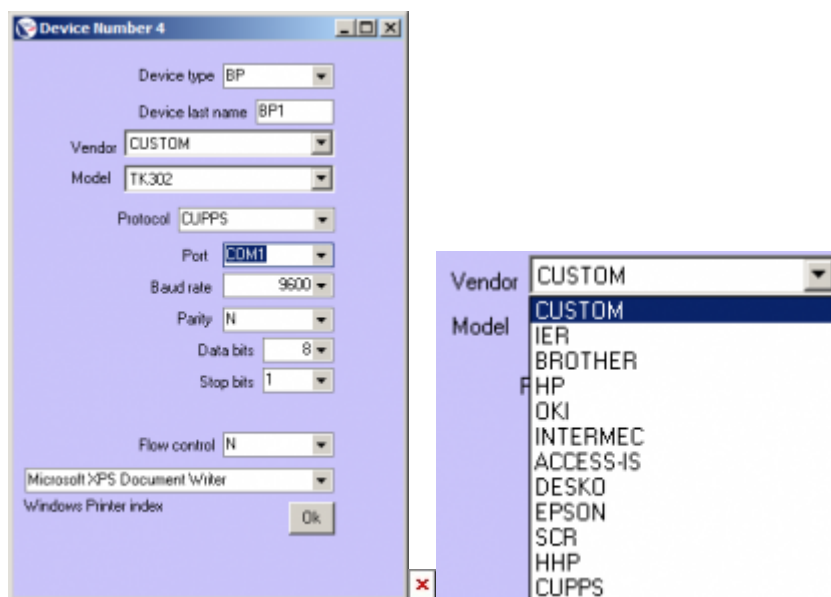 Device Number 4
Device type BP
Device last name BP1
Vendor CUSTOM
Model TK302
Protocol CUPPS
Port COM1
Baud rate 9600
Parity N
Data bits 8
Stop bits 1
Flow control N
Microsoft XPS Document Writer
Windows Printer index
Ok
Vendor CUSTOM
CUSTOM
Model
IER
BROTHER
HP
OKI
INTERMEC
ACCESS-IS
DESKO
EPSON
SCR
HHP
CUPPS